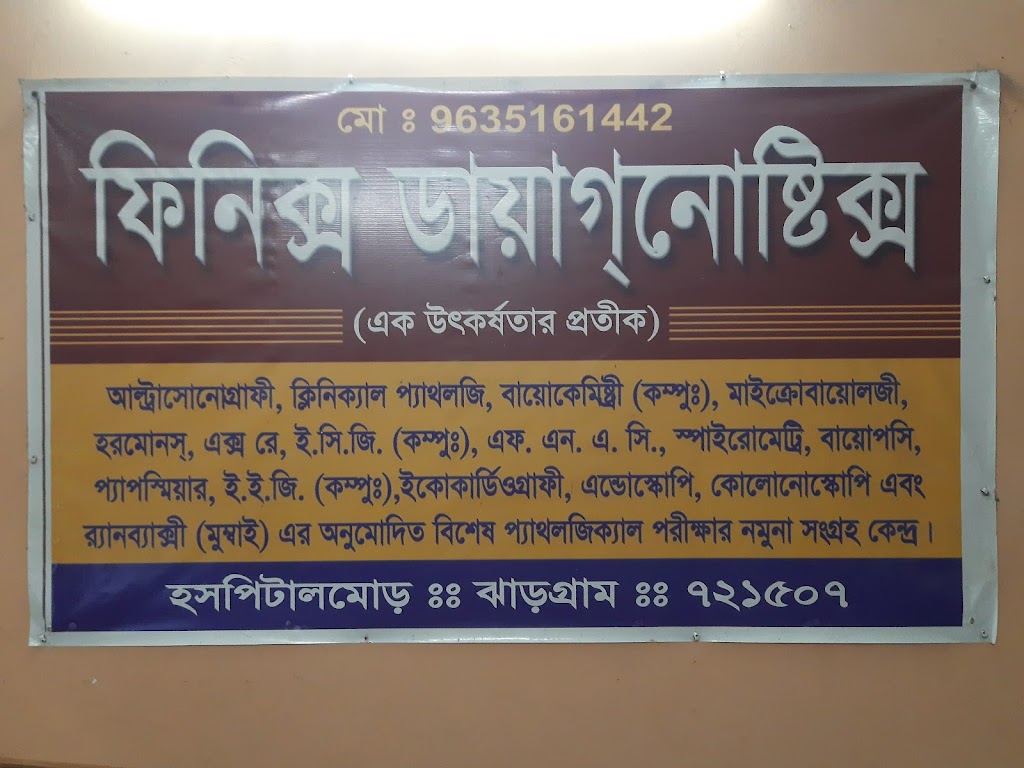 মো ঃ 9635161442
ফিনিক্স ডায়াগ্‌নোষ্টিক্স
(এক উৎকর্ষতার প্রতীক)
আল্ট্রাসোনোগ্রাফী, ক্লিনিক্যাল প্যাথলজি, বায়োকেমিষ্ট্রী (কম্পুঃ), মাইক্রোবায়োলজী,
হরমোনস্, এক্স রে, ই.সি.জি. (কম্পুঃ), এফ. এন. এ. সি., স্পাইরোমেট্রি, বায়োপসি,
প্যাপস্মিয়ার, ই.ই.জি. (কম্পুঃ),ইকোকার্ডিওগ্রাফী, এন্ডোস্কোপি, কোলোনোস্কোপি এবং
র‍্যানব্যাক্সী (মুম্বাই) এর অনুমোদিত বিশেষ প্যাথলজিক্যাল পরীক্ষার নমুনা সংগ্রহ কেন্দ্র।
হসপিটালমোড় ঃঃ ঝাড়গ্রাম ঃঃ ৭২১৫০৭